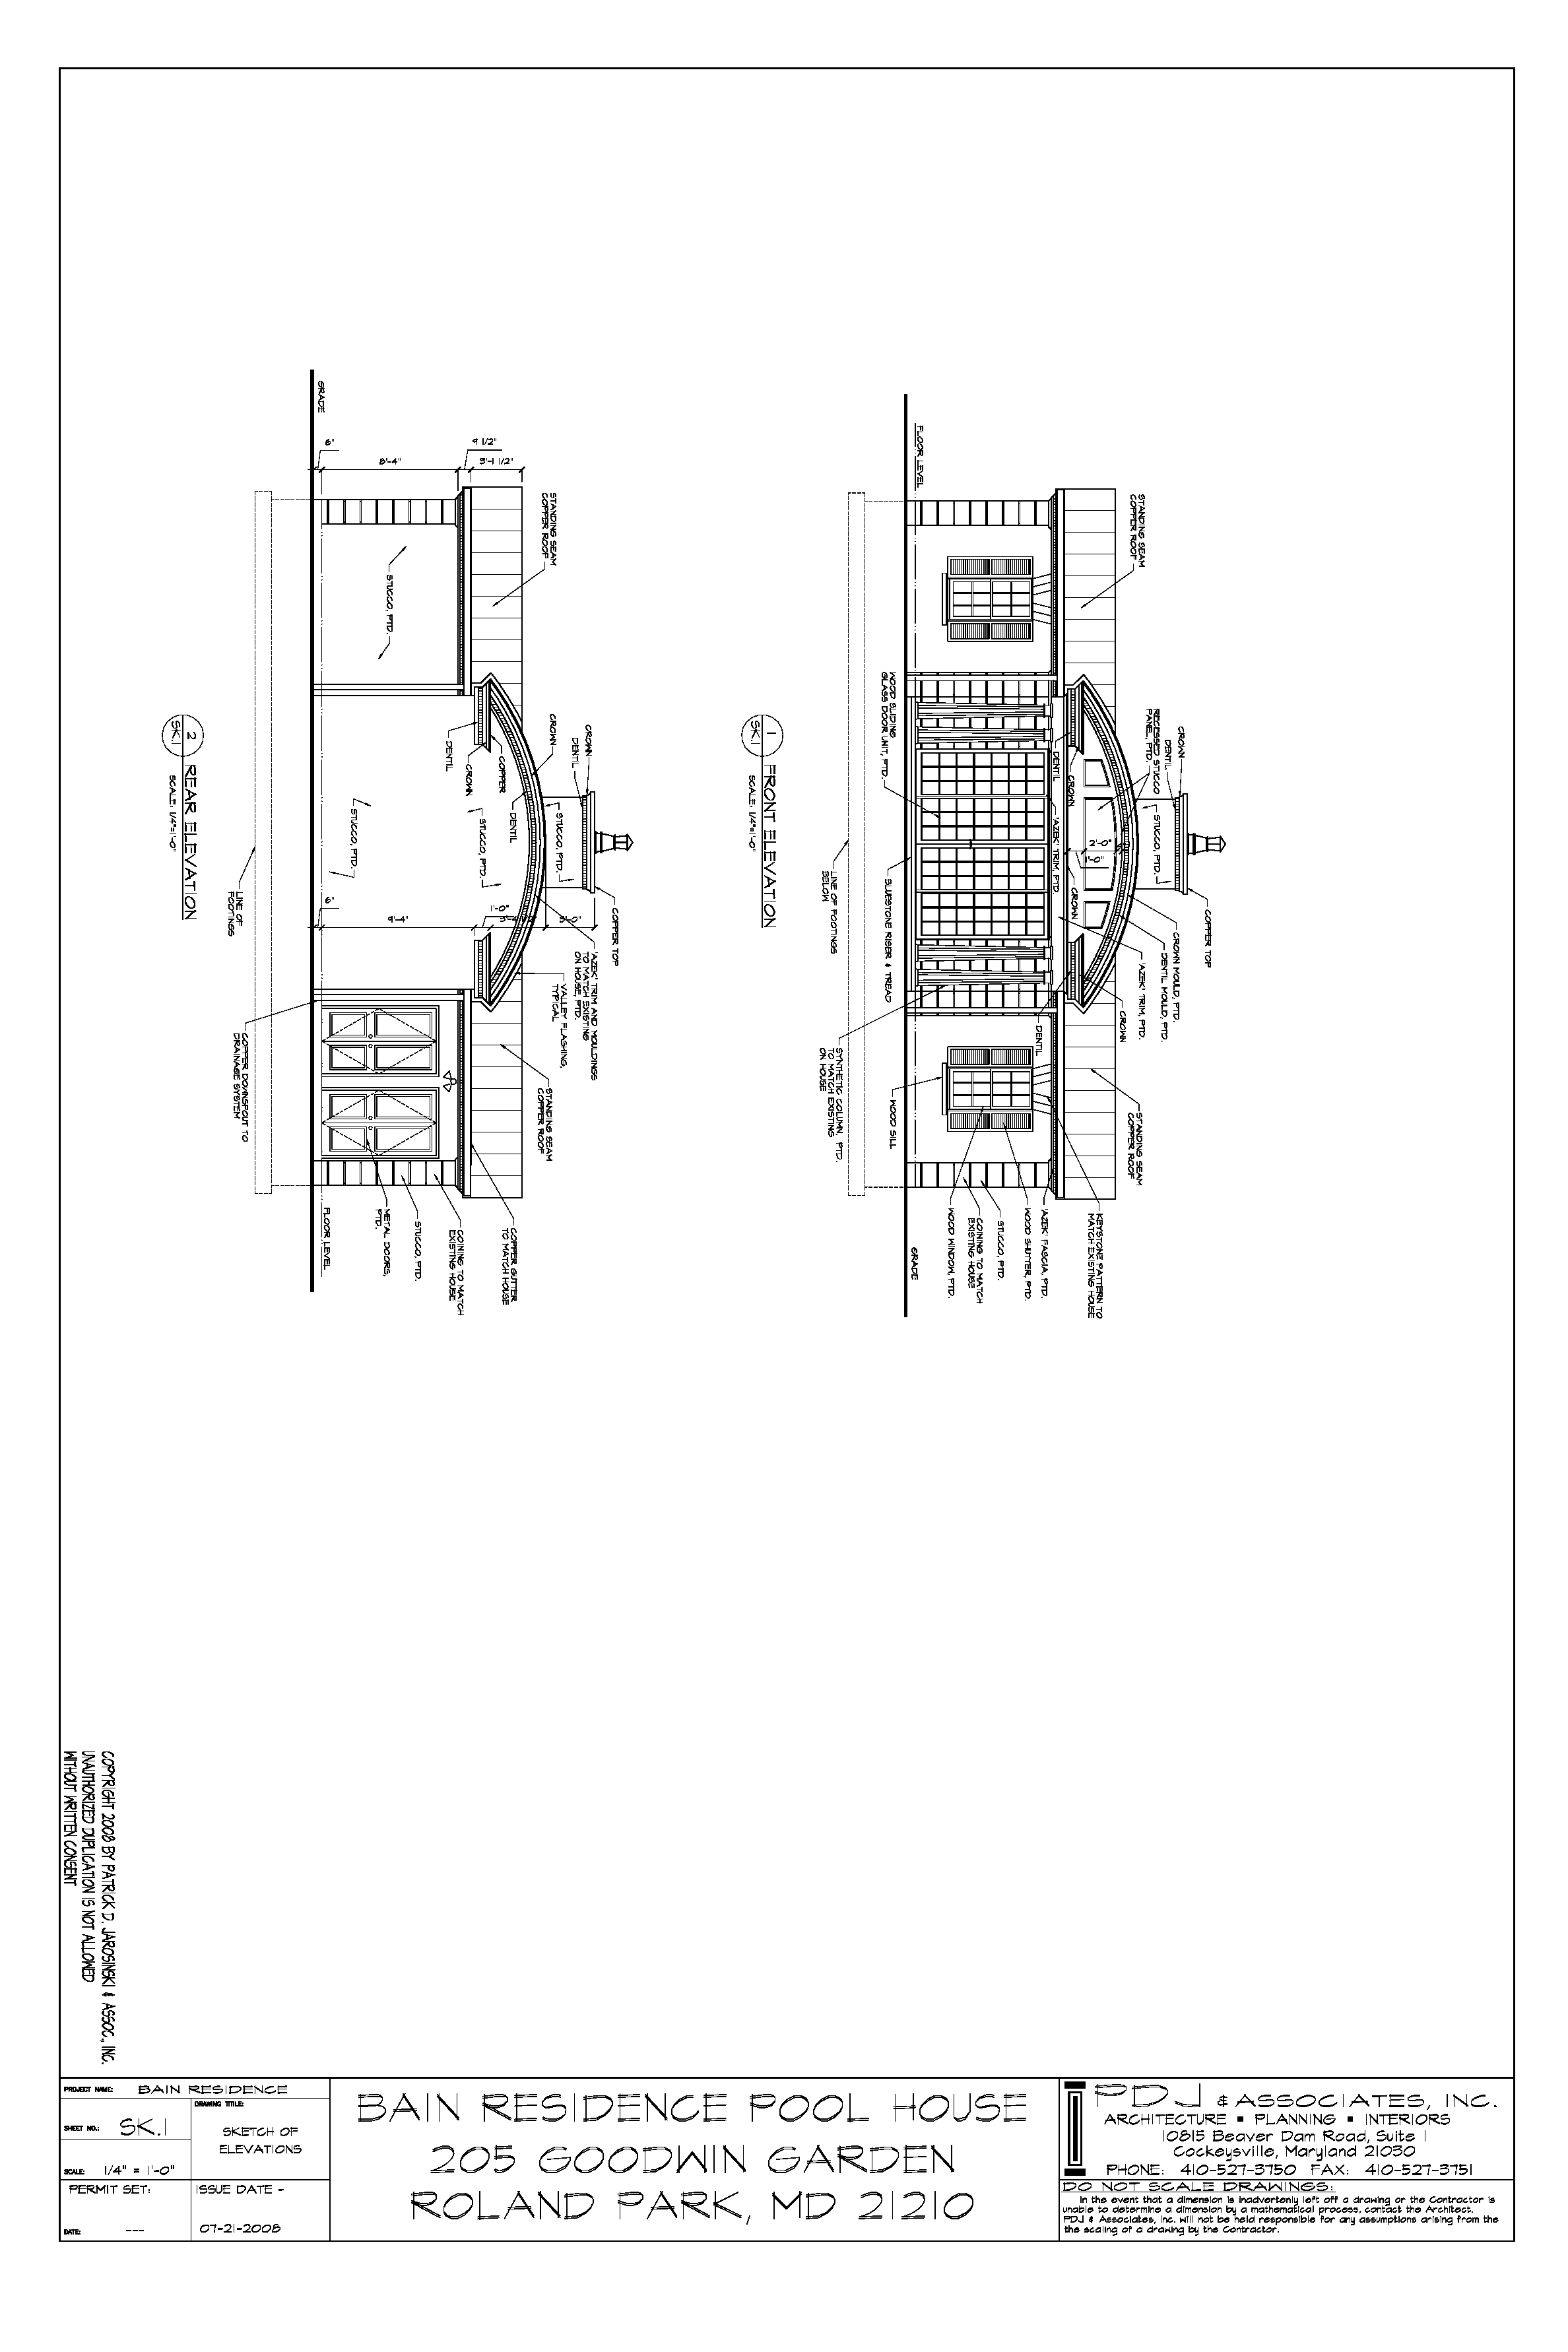 STANDING SEAM
COPPER ROOF
CROWN
DENTIL
RECESSED STUCCO
PANEL, PTD.
STUCCO, PTD.
COPPER TOP
CROWN MOULD, PTD.
DENTIL MOULD, PTD.
'AZEK' TRIM, PTD.
CROWN
STANDING SEAM
COPPER ROOF
KEYSTONE PATTERN TO
MATCH EXISTING HOUSE
2'-0"
1'-0"
CROWN
CROWN
DENTIL
'AZEK' TRIM, PTD.
DENTIL
'AZEK' FASCIA, PTD.
WOOD SHUTTER, PTD.
STUCCO, PTD.
COINING TO MATCH
EXISTING HOUSE
WOOD WINDOW, PTD.
FLOOR LEVEL
GRADE
WOOD SLIDING
GLASS DOOR UNIT, PTD.
BLUESTONE RISER & TREAD
WOOD SILL
LINE OF FOOTINGS
BELOW
SYNTHETIC COLUMN, PTD.
TO MATCH EXISTING
ON HOUSE
1
SK.1
FRONT ELEVATION
SCALE: 1/4"=1'-0"
CROWN
DENTIL
COPPER TOP
STANDING SEAM
COPPER ROOF
CROWN
STUCCO, PTD.
'AZEK' TRIM AND MOULDINGS
TO MATCH EXISTING
ON HOUSE, PTD.
VALLEY FLASHING,
TYPICAL
STANDING SEAM
COPPER ROOF
9 1/2"
3'-1 1/2"
8'-4"
6"
COPPER
DENTIL
CROWN
DENTIL
STUCCO, PTD.
STUCCO, PTD.
STUCCO, PTD.
1'-0"
9'-4"
6"
COPPER GUTTER
TO MATCH HOUSE
COINING TO MATCH
EXISTING HOUSE
STUCCO, PTD.
METAL DOORS,
PTD.
GRADE
FLOOR LEVEL
COPPER DOWNSPOUT TO
DRAINAGE SYSTEM
LINE OF
FOOTINGS
2
SK.1
REAR ELEVATION
SCALE: 1/4"=1'-0"
COPYRIGHT 2008 BY PATRICK D. JAROSINSKI & ASSOC., INC.
UNAUTHORIZED DUPLICATION IS NOT ALLOWED
WITHOUT WRITTEN CONSENT
PROJECT NAME: BAIN RESIDENCE
SHEET NO.: SK.1
DRAWING TITLE:
SKETCH OF
ELEVATIONS
SCALE: 1/4" = 1'-0"
PERMIT SET:
DATE: ---
ISSUE DATE -
07-21-2008
BAIN RESIDENCE POOL HOUSE
205 GOODWIN GARDEN
ROLAND PARK, MD 21210
PDJ & ASSOCIATES, INC.
ARCHITECTURE ▪ PLANNING ▪ INTERIORS
10815 Beaver Dam Road, Suite 1
Cockeysville, Maryland 21030
PHONE: 410-527-3750 FAX: 410-527-3751
DO NOT SCALE DRAWINGS:
In the event that a dimension is inadvertenly left off a drawing or the Contractor is
unable to determine a dimension by a mathematical process, contact the Architect.
PDJ & Associates, Inc. will not be held responsible for any assumptions arising from the
the scaling of a drawing by the Contractor.